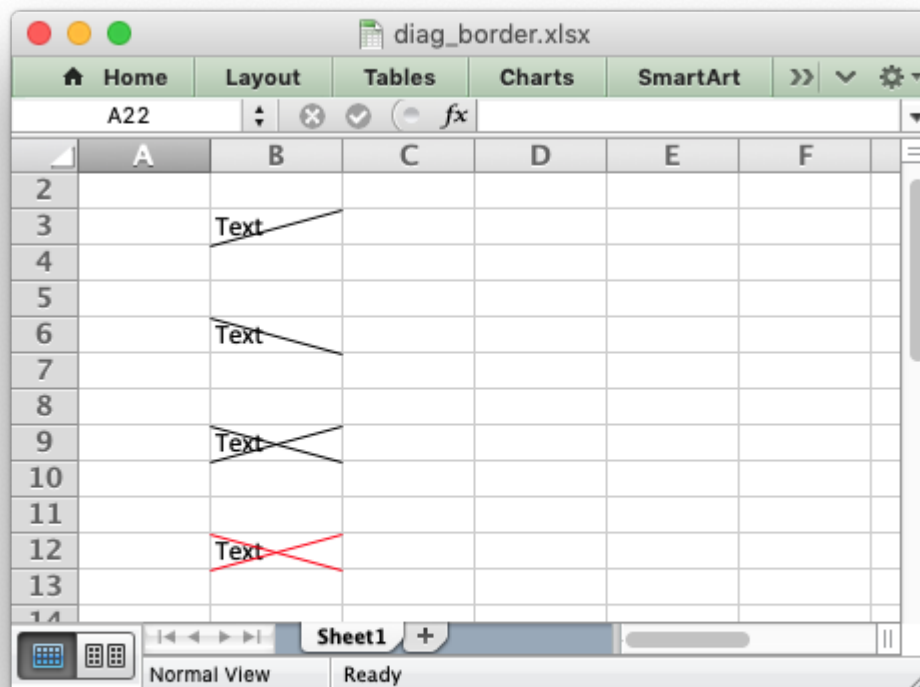 diag_border.xlsx
Home Layout Tables Charts SmartArt
A22 fx
A B C D E F
2
3 Text
4
5
6 Text
7
8
9 Text
10
11
12 Text
13
14
Sheet1 +
Normal View Ready